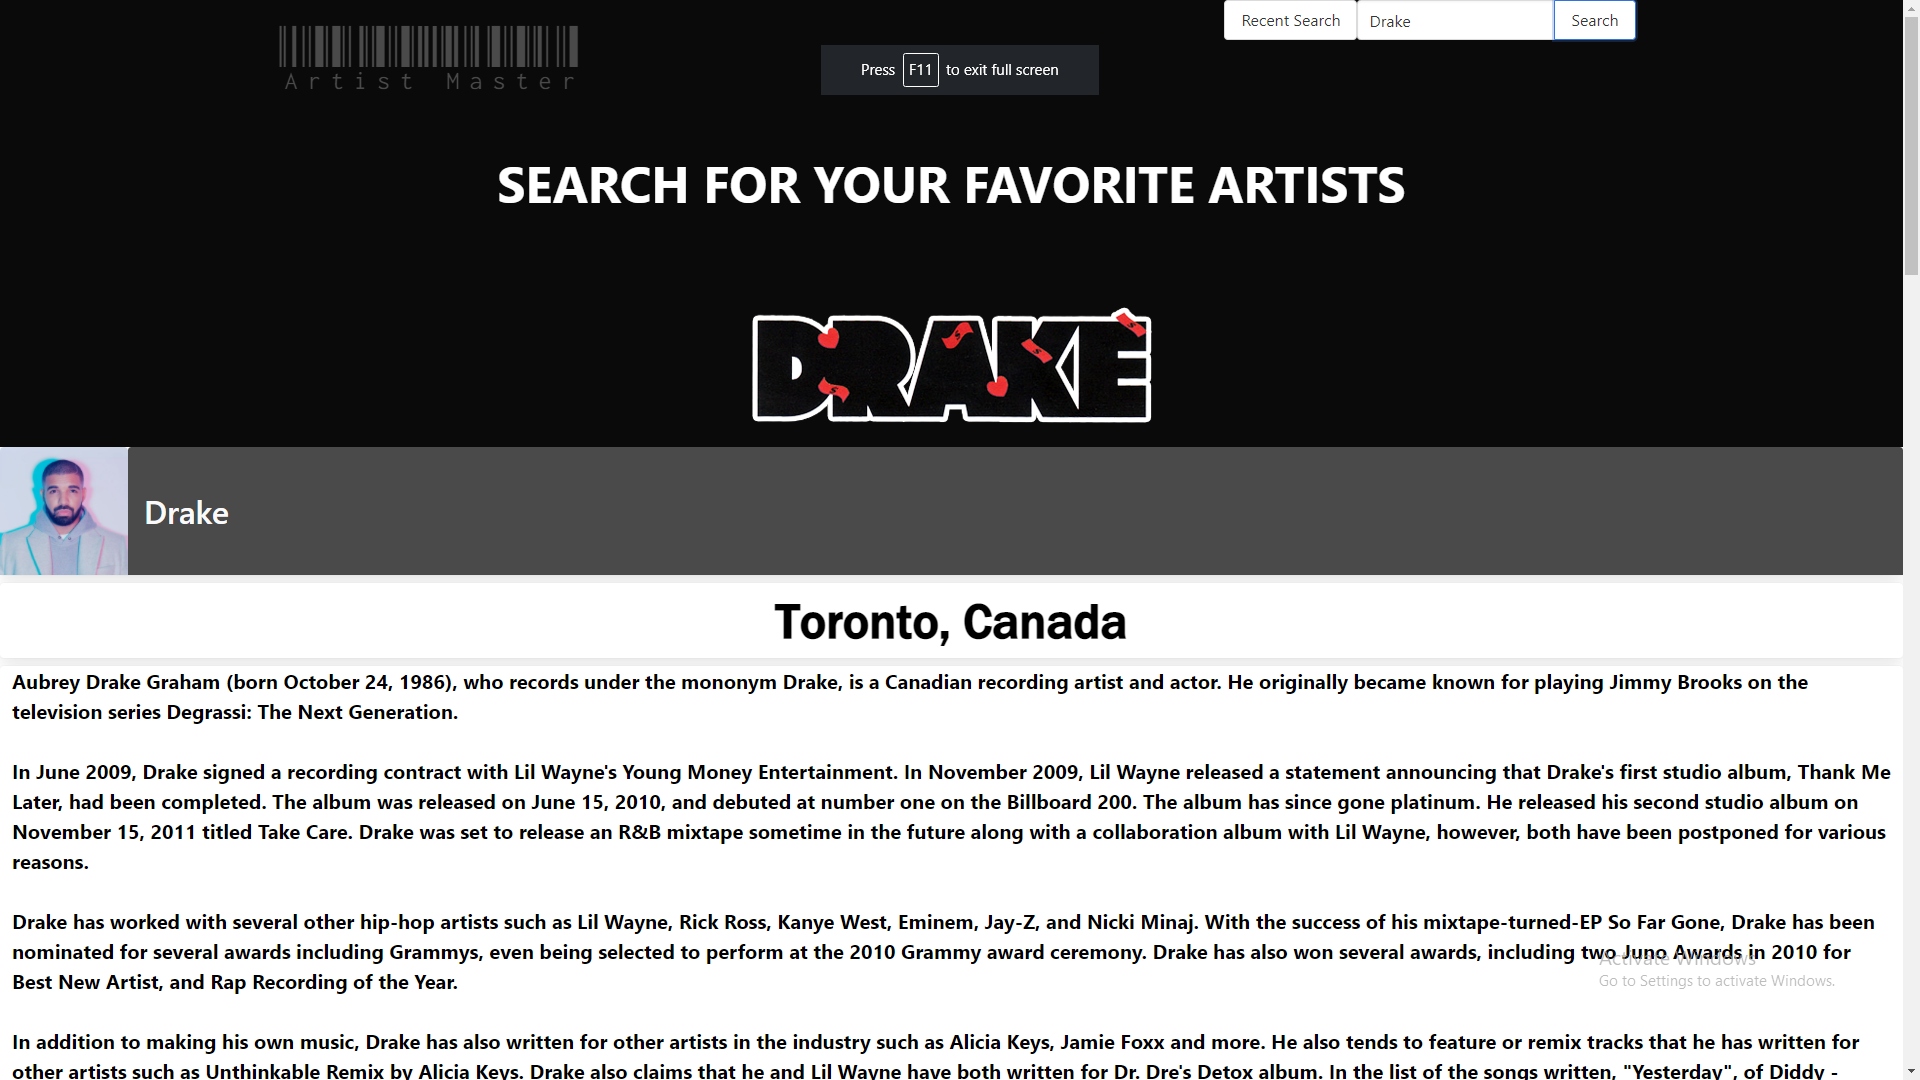 Recent Search
Drake
Search
Artist Master
Press F11 to exit full screen
SEARCH FOR YOUR FAVORITE ARTISTS
DRAKE
Drake
Toronto, Canada
Aubrey Drake Graham (born October 24, 1986), who records under the mononym Drake, is a Canadian recording artist and actor. He originally became known for playing Jimmy Brooks on the
television series Degrassi: The Next Generation.
In June 2009, Drake signed a recording contract with Lil Wayne's Young Money Entertainment. In November 2009, Lil Wayne released a statement announcing that Drake's first studio album, Thank Me
Later, had been completed. The album was released on June 15, 2010, and debuted at number one on the Billboard 200. The album has since gone platinum. He released his second studio album on
November 15, 2011 titled Take Care. Drake was set to release an R&B mixtape sometime in the future along with a collaboration album with Lil Wayne, however, both have been postponed for various
reasons.
Drake has worked with several other hip-hop artists such as Lil Wayne, Rick Ross, Kanye West, Eminem, Jay-Z, and Nicki Minaj. With the success of his mixtape-turned-EP So Far Gone, Drake has been
nominated for several awards including Grammys, even being selected to perform at the 2010 Grammy award ceremony. Drake has also won several awards, including two Juno Awards in 2010 for
Best New Artist, and Rap Recording of the Year.
Activate Windows
Go to Settings to activate Windows.
In addition to making his own music, Drake has also written for other artists in the industry such as Alicia Keys, Jamie Foxx and more. He also tends to feature or remix tracks that he has written for
other artists such as Unthinkable Remix by Alicia Keys. Drake also claims that he and Lil Wayne have both written for Dr. Dre's Detox album. In the list of the songs written, "Yesterday", of Diddy -